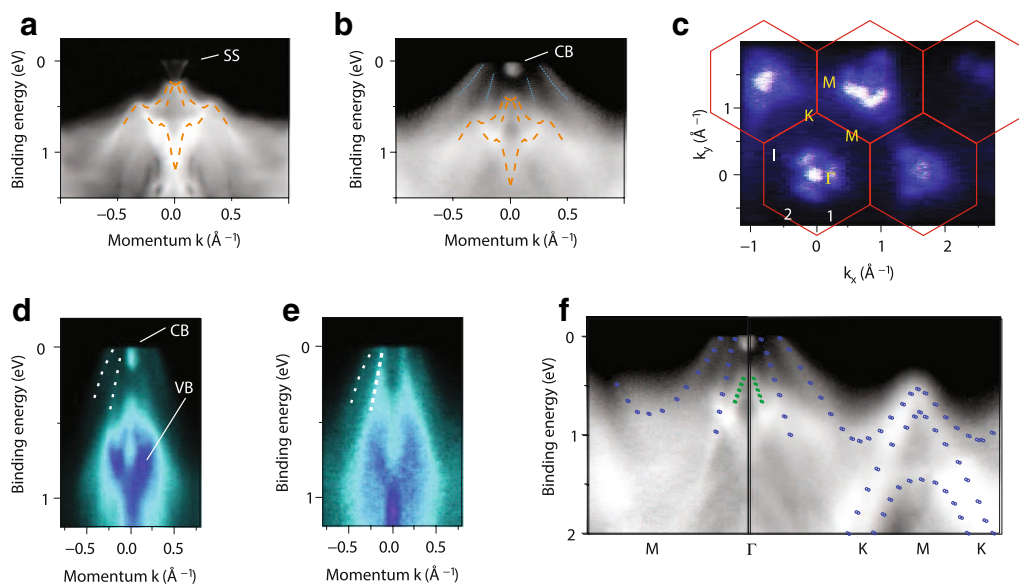 a
SS
0
1
Binding energy (eV)
−0.5
0.0
0.5
Momentum k (Å⁻¹)
b
CB
0
1
Binding energy (eV)
−0.5
0.0
0.5
Momentum k (Å⁻¹)
c
M
K
M
I
Γ
2
1
1
0
k_y (Å⁻¹)
−1
0
1
2
k_x (Å⁻¹)
d
CB
VB
0
1
Binding energy (eV)
−0.5
0.0
0.5
Momentum k (Å⁻¹)
e
0
1
Binding energy (eV)
−0.5
0.0
0.5
Momentum k (Å⁻¹)
f
0
1
2
Binding energy (eV)
M
Γ
K
M
K